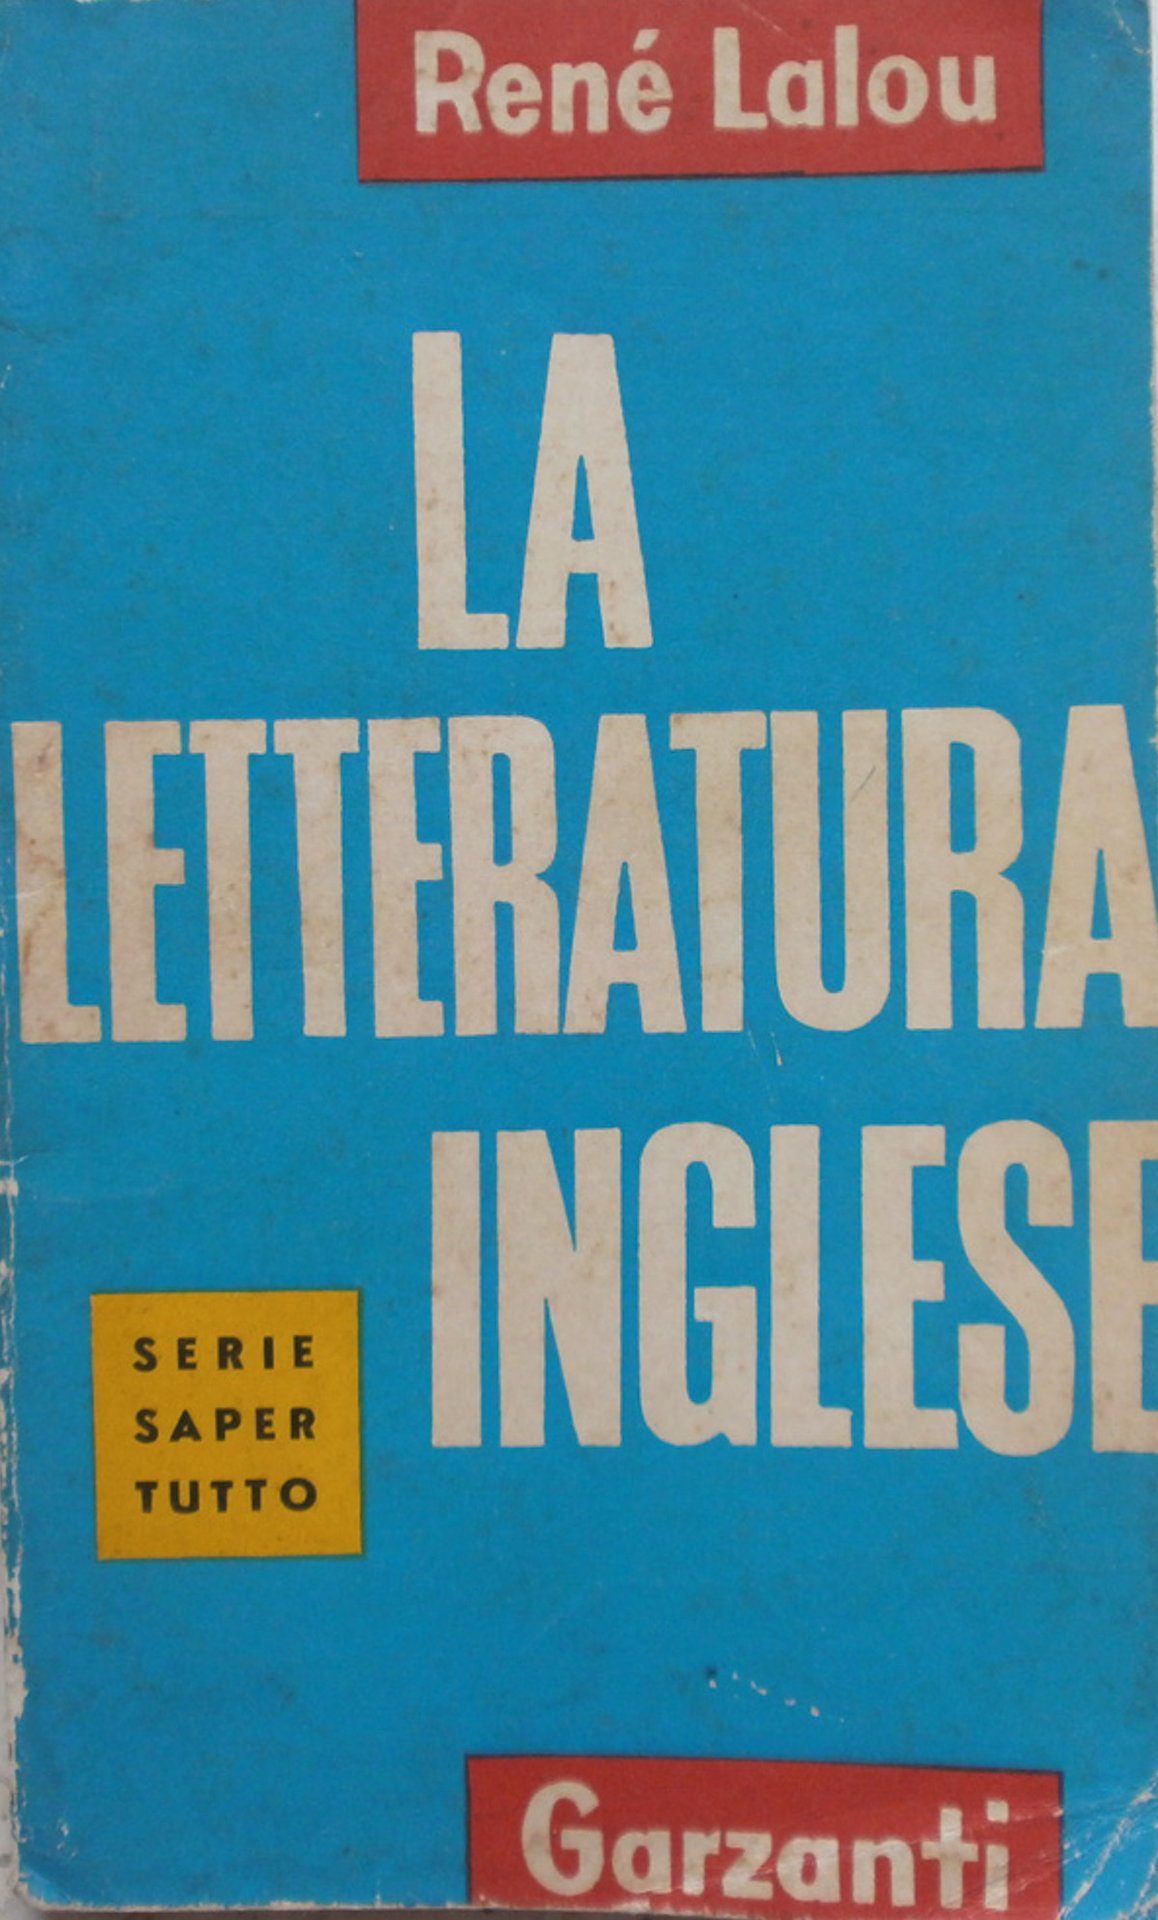 René Lalou
LA
LETTERATURA
INGLESE
SERIE
SAPER
TUTTO
Garzanti